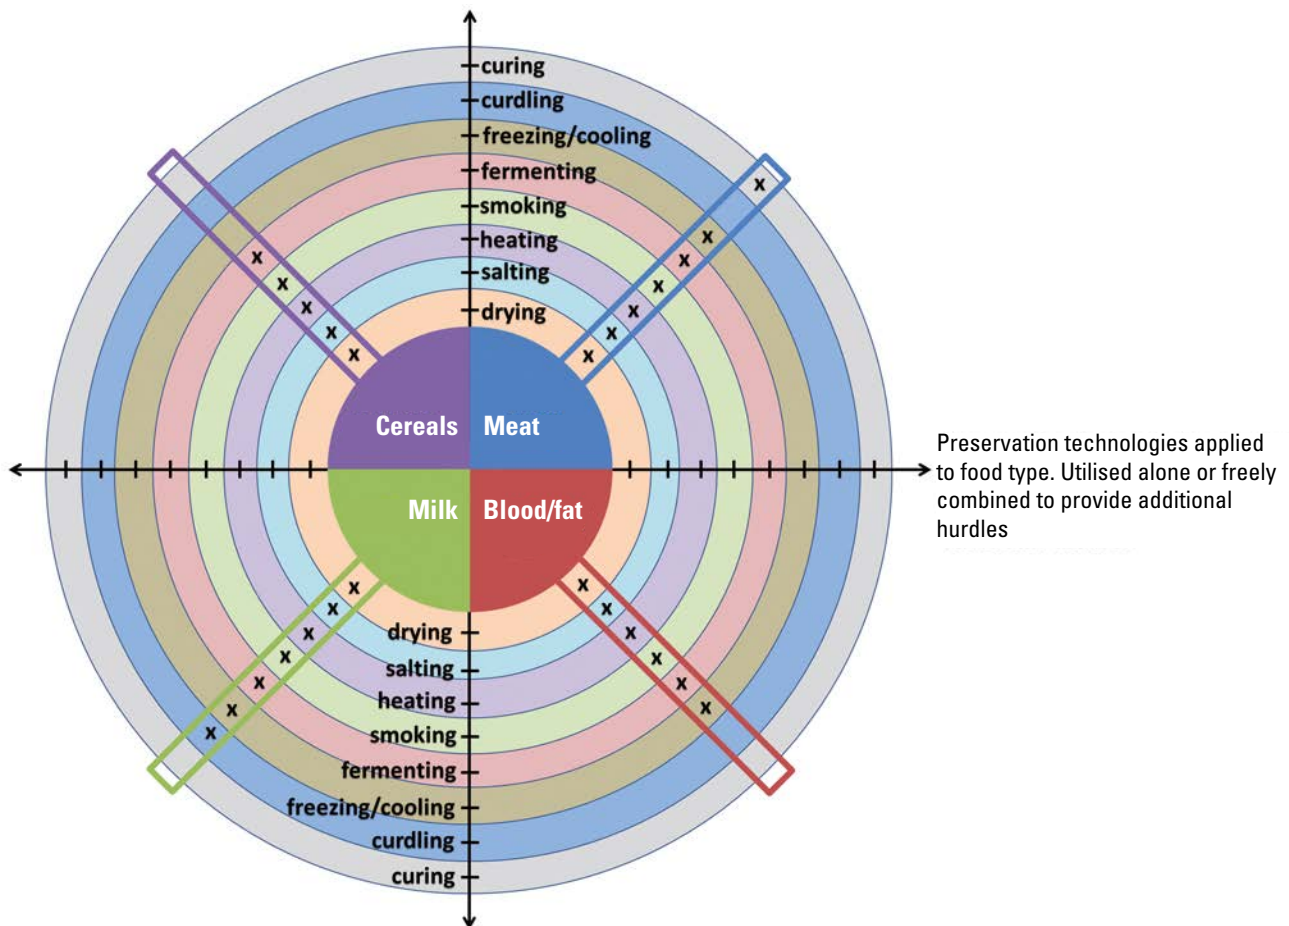 curing
curdling
freezing/cooling
fermenting
smoking
heating
salting
drying
x
x
x
x
x
x
x
x
x
x
x
x
Cereals
Meat
Milk
Blood/fat
Preservation technologies applied
to food type. Utilised alone or freely
combined to provide additional
hurdles
x
x
x
x
x
x
x
x
x
x
x
x
x
drying
salting
heating
smoking
fermenting
freezing/cooling
curdling
curing